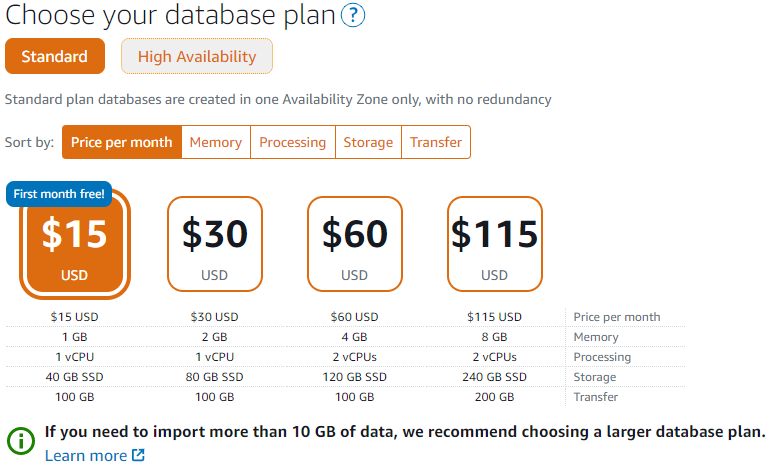 Choose your database plan ?
Standard High Availability
Standard plan databases are created in one Availability Zone only, with no redundancy
Sort by: Price per month Memory Processing Storage Transfer
First month free!
$15 $30 $60 $115
USD USD USD USD
$15 USD $30 USD $60 USD $115 USD Price per month
1 GB 2 GB 4 GB 8 GB Memory
1 vCPU 1 vCPU 2 vCPUs 2 vCPUs Processing
40 GB SSD 80 GB SSD 120 GB SSD 240 GB SSD Storage
100 GB 100 GB 100 GB 200 GB Transfer
If you need to import more than 10 GB of data, we recommend choosing a larger database plan.
Learn more